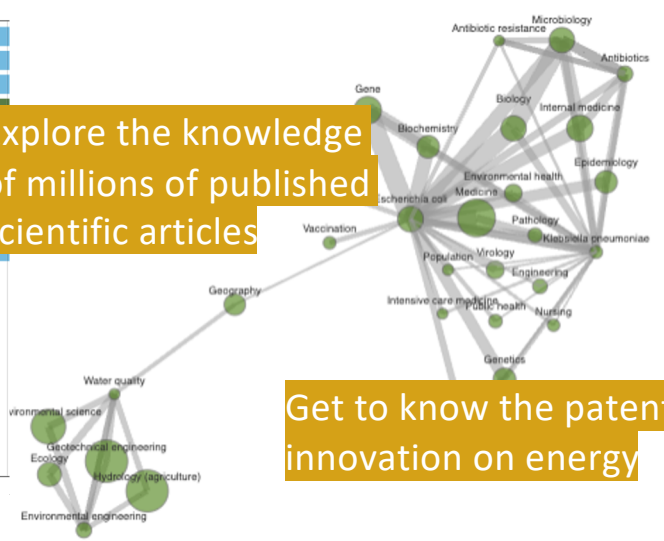 Microbiology
Antibiotic resistance
Antibiotics
Gene
Biology
Internal medicine
Biochemistry
xplore the knowledge
of millions of published
cientific articles
Epidemiology
Environmental health
Escherichia coli
Medicine
Pathology
Vaccination
Klebsiella pneumoniae
Population
Virology
Engineering
Geography
Intensive care medicine
Public health
Nursing
Genetics
Water quality
Get to know the patent
innovation on energy
vironmental science
Geotechnical engineering
Ecology
Hydrology (agriculture)
Environmental engineering